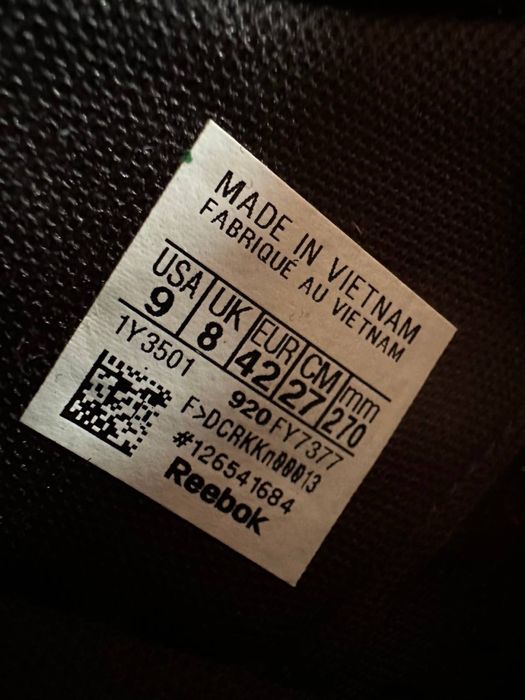 MADE IN VIETNAM
FABRIQUÉ AU VIETNAM
USA UK EUR CM mm
9 8 42 27 270
1Y3501 920 FY7377
F>DCRKKn00013
#126541684
Reebok